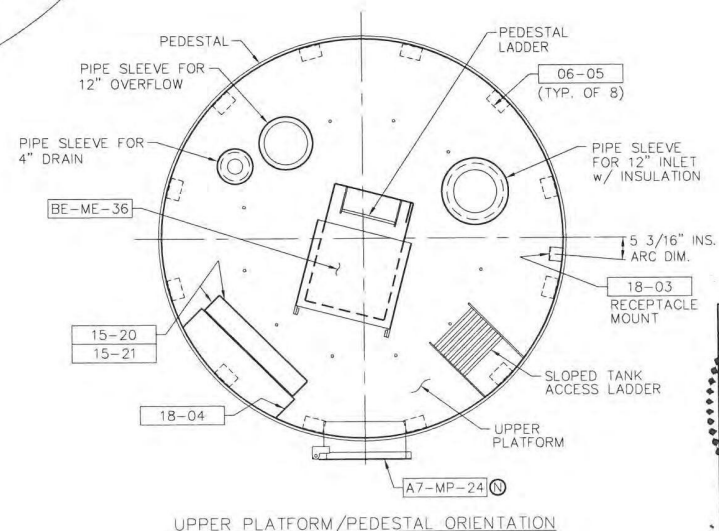 PEDESTAL
PIPE SLEEVE FOR
12" OVERFLOW
PIPE SLEEVE FOR
4" DRAIN
BE-ME-36
15-20
15-21
18-04
PEDESTAL
LADDER
06-05
(TYP. OF 8)
PIPE SLEEVE
FOR 12" INLET
w/ INSULATION
5 3/16" INS.
ARC DIM.
18-03
RECEPTACLE
MOUNT
SLOPED TANK
ACCESS LADDER
UPPER
PLATFORM
A7-MP-24 N
UPPER PLATFORM/PEDESTAL ORIENTATION